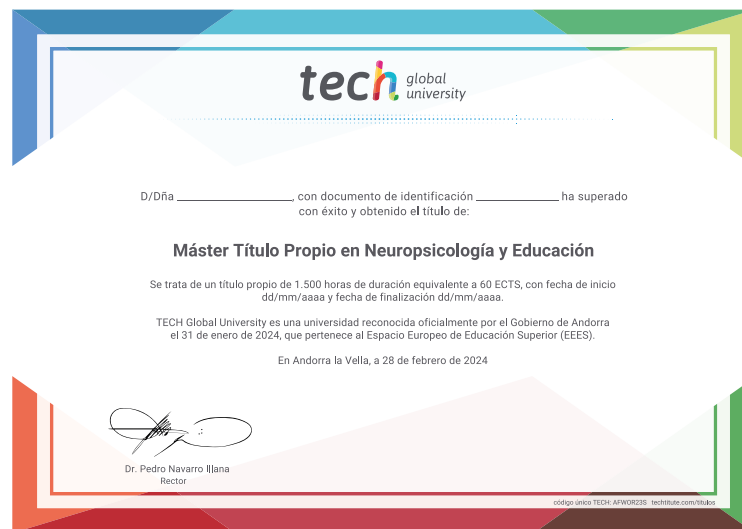 tech global university
D/Dña ____________________, con documento de identificación ______________ ha superado
con éxito y obtenido el título de:
Máster Título Propio en Neuropsicología y Educación
Se trata de un título propio de 1.500 horas de duración equivalente a 60 ECTS, con fecha de inicio
dd/mm/aaaa y fecha de finalización dd/mm/aaaa.
TECH Global University es una universidad reconocida oficialmente por el Gobierno de Andorra
el 31 de enero de 2024, que pertenece al Espacio Europeo de Educación Superior (EEES).
En Andorra la Vella, a 28 de febrero de 2024
Dr. Pedro Navarro Illana
Rector
código único TECH: AFWOR23S techtitute.com/titulos